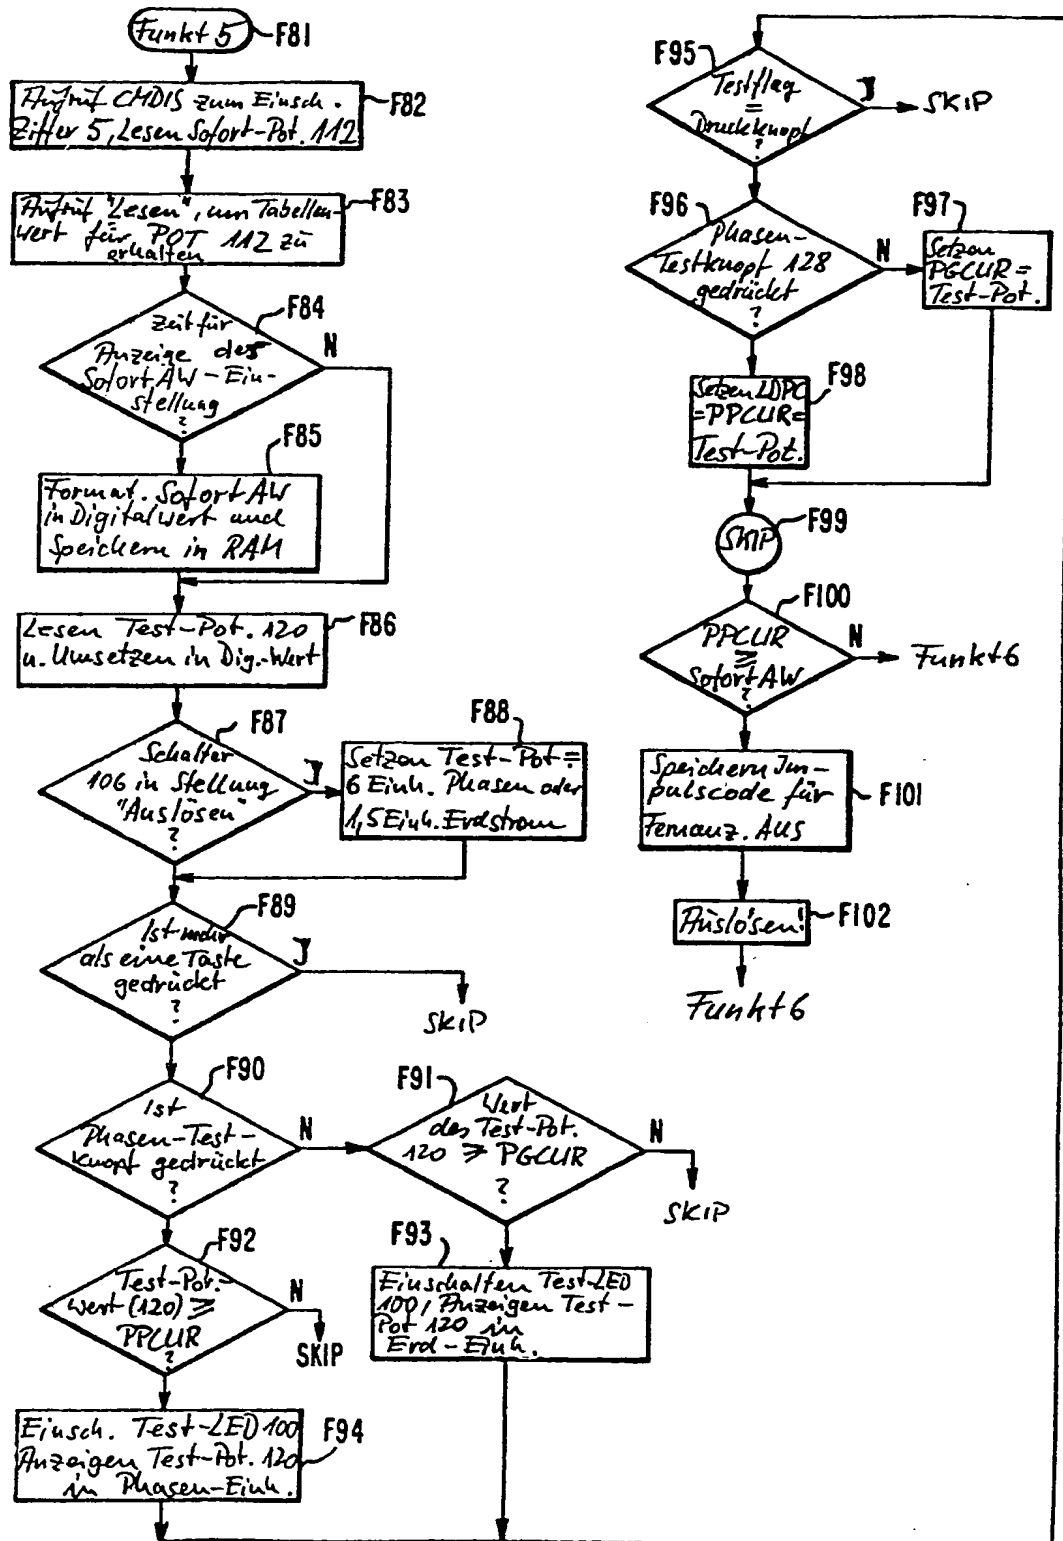 Funkt 5
F81
Aufruf CMDIS zum Einsch.
Ziffer 5, Lesen Sofort-Pot. 112
F82
Aufruf "Lesen", um Tabellen-
wert für POT 112 zu
erhalten
F83
Zeit für
Anzeige der
Sofort AW-Ein-
stellung
?
F84
N
F85
Format. Sofort AW
in Digitalwert und
Speichern in RAM
Lesen Test-Pot. 120
u. Umsetzen in Dig.-Wert
F86
Schalter
106 in Stellung
"Auslösen"
?
F87
J
F88
Setzen Test-Pot =
6 Einh. Phasen oder
1,5 Einh. Erdstrom
Ist mehr
als eine Taste
gedrückt
?
F89
J
SKIP
Ist
Phasen-Test-
knopf gedrückt
?
F90
N
F91
Wert
des Test-Pot.
120 ≥ PGCUR
?
N
SKIP
F92
Test-Pot.-
wert (120) ≥
PPCUR
?
N
SKIP
F93
Einschalten Test-LED
100, Anzeigen Test-
Pot 120 in
Erd-Einh.
Einsch. Test-LED 100
Anzeigen Test-Pot. 120
in Phasen-Einh.
F94
F95
Testflag
=
Druckknopf
?
J
SKIP
F96
Phasen-
Testknopf 128
gedrückt
?
N
F97
Setzen
PGCUR =
Test-Pot.
F98
Setzen LDPC
=PPCUR=
Test-Pot.
SKIP
F99
F100
PPCUR
≥
Sofort AW
?
N
Funkt 6
Speichern Im-
pulscode für
Fernanz. AUS
F101
Auslösen!
F102
Funkt 6